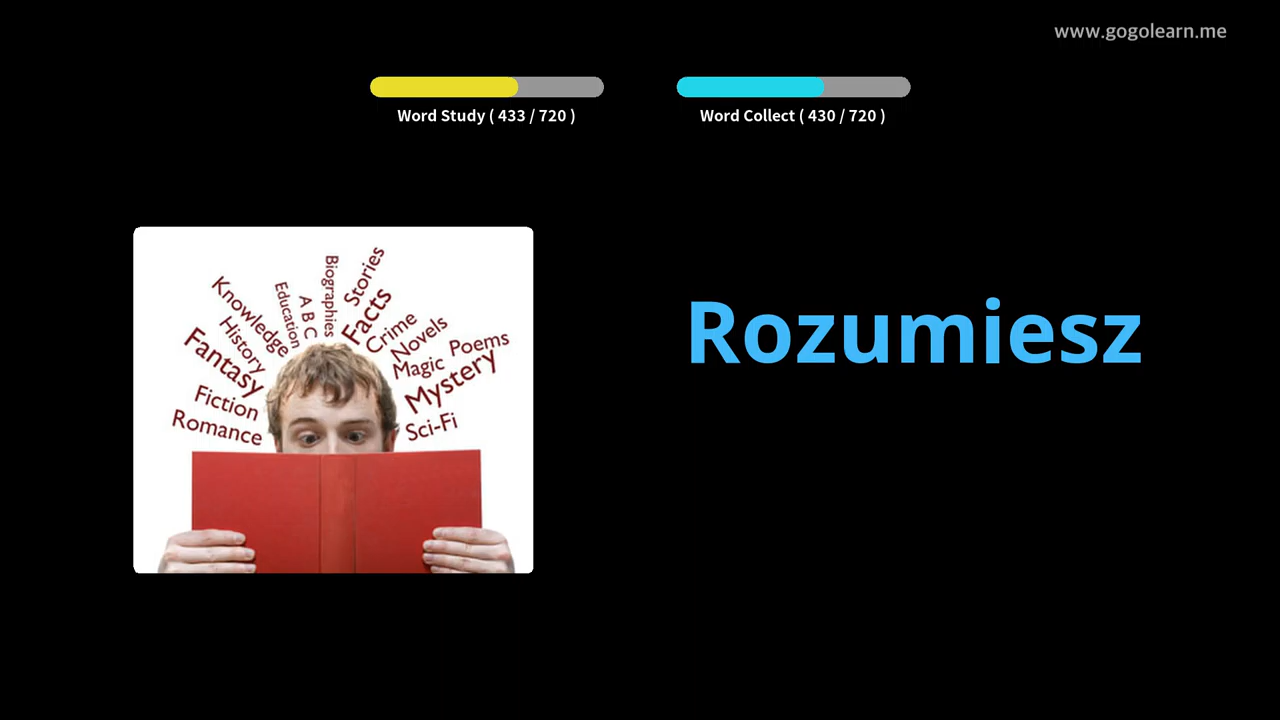 www.gogolearn.me
Word Study ( 433 / 720 )
Word Collect ( 430 / 720 )
Rozumiesz
Knowledge
Education
A B C
Biographies
Stories
Facts
Crime
Novels
Poems
Magic
Mystery
Sci-Fi
History
Fantasy
Fiction
Romance